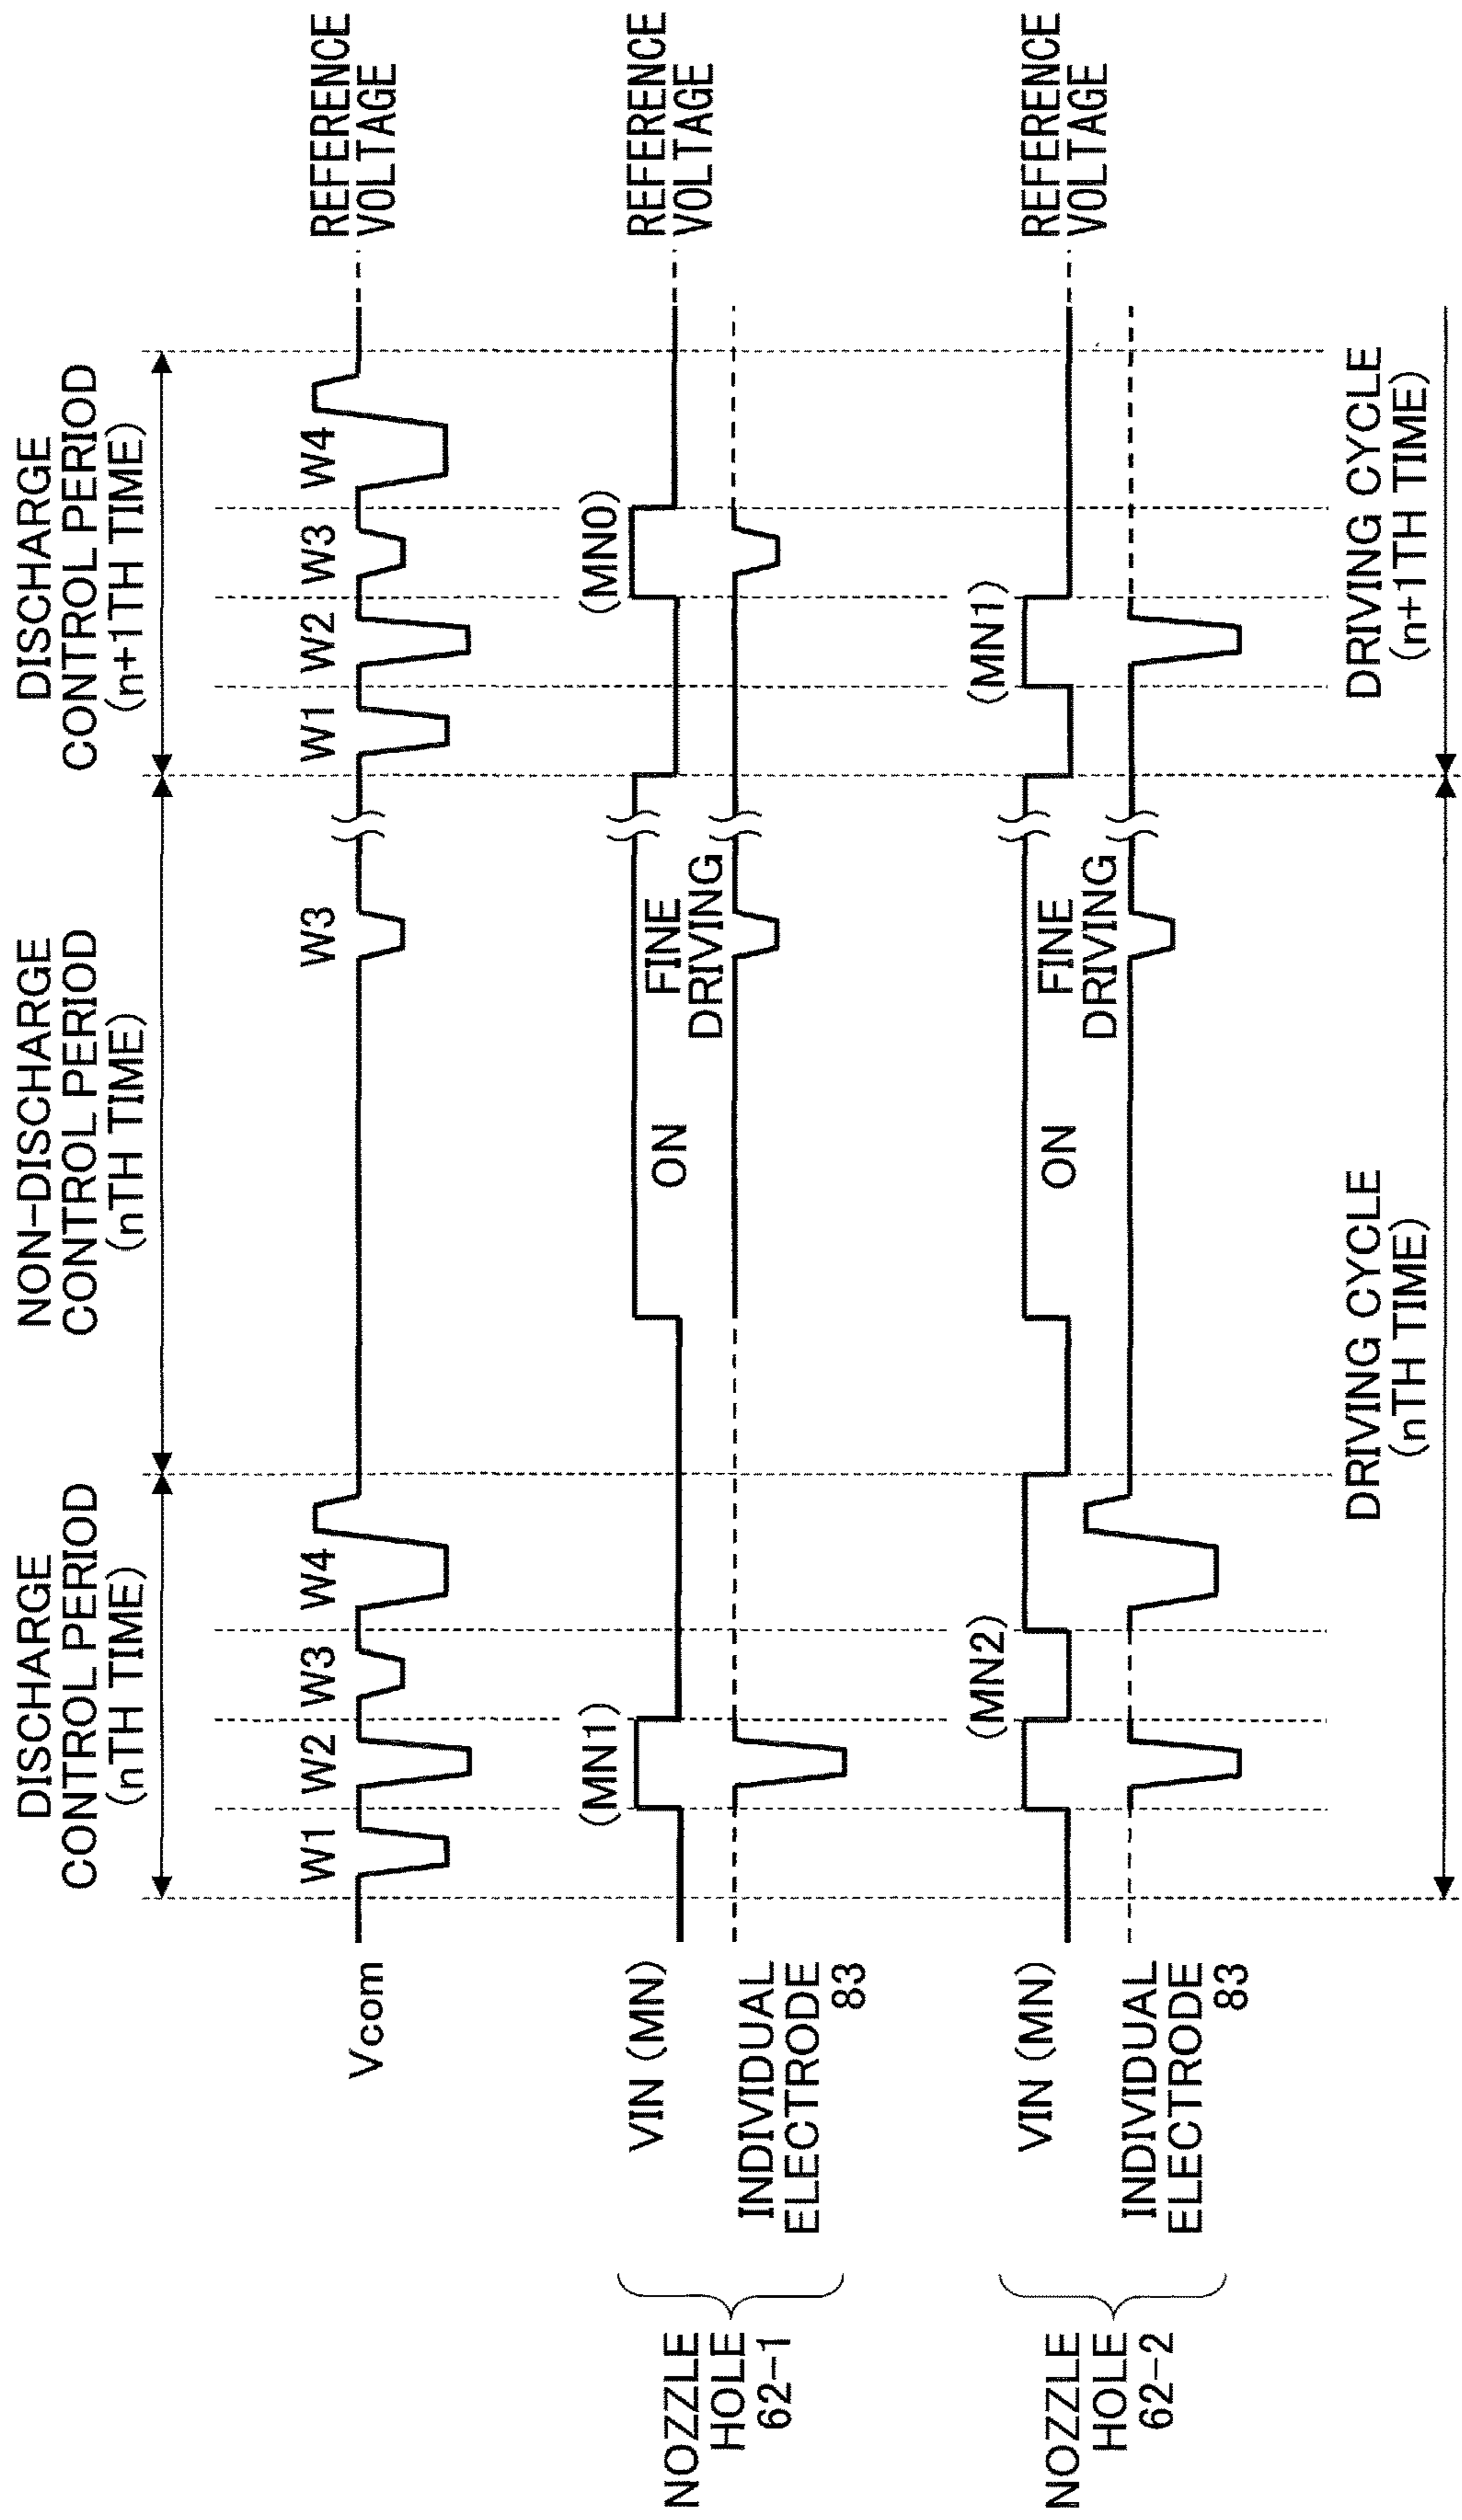 DISCHARGE
CONTROL PERIOD
(nTH TIME)
NON-DISCHARGE
CONTROL PERIOD
(nTH TIME)
DISCHARGE
CONTROL PERIOD
(n+1TH TIME)
Vcom
W1
W2
W3
W4
W3
W1
W2
W3
W4
REFERENCE
VOLTAGE
NOZZLE
HOLE
62-1
VIN (MN)
(MN1)
ON
(MN0)
REFERENCE
VOLTAGE
INDIVIDUAL
ELECTRODE
83
FINE
DRIVING
NOZZLE
HOLE
62-2
VIN (MN)
(MN2)
ON
(MN1)
REFERENCE
VOLTAGE
INDIVIDUAL
ELECTRODE
83
FINE
DRIVING
DRIVING CYCLE
(nTH TIME)
DRIVING CYCLE
(n+1TH TIME)